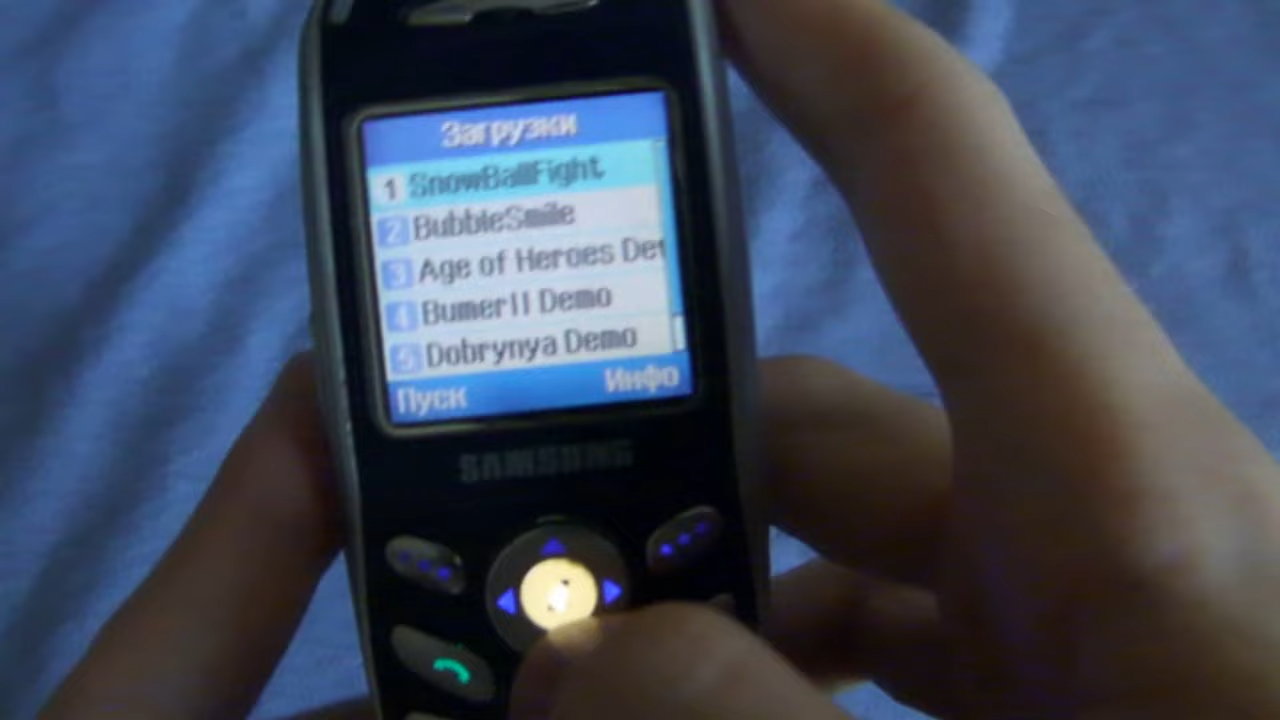 Загрузки
1 SnowBallFight
2 BubbleSmile
3 Age of Heroes De
4 BumerII Demo
5 Dobrynya Demo
Пуск Инфо
SAMSUNG